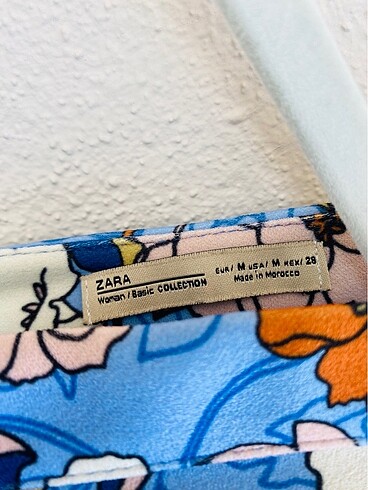 ZARA
Woman / Basic COLLECTION
EUR/ M USA/ M MEX/ 28
Made in Morocco